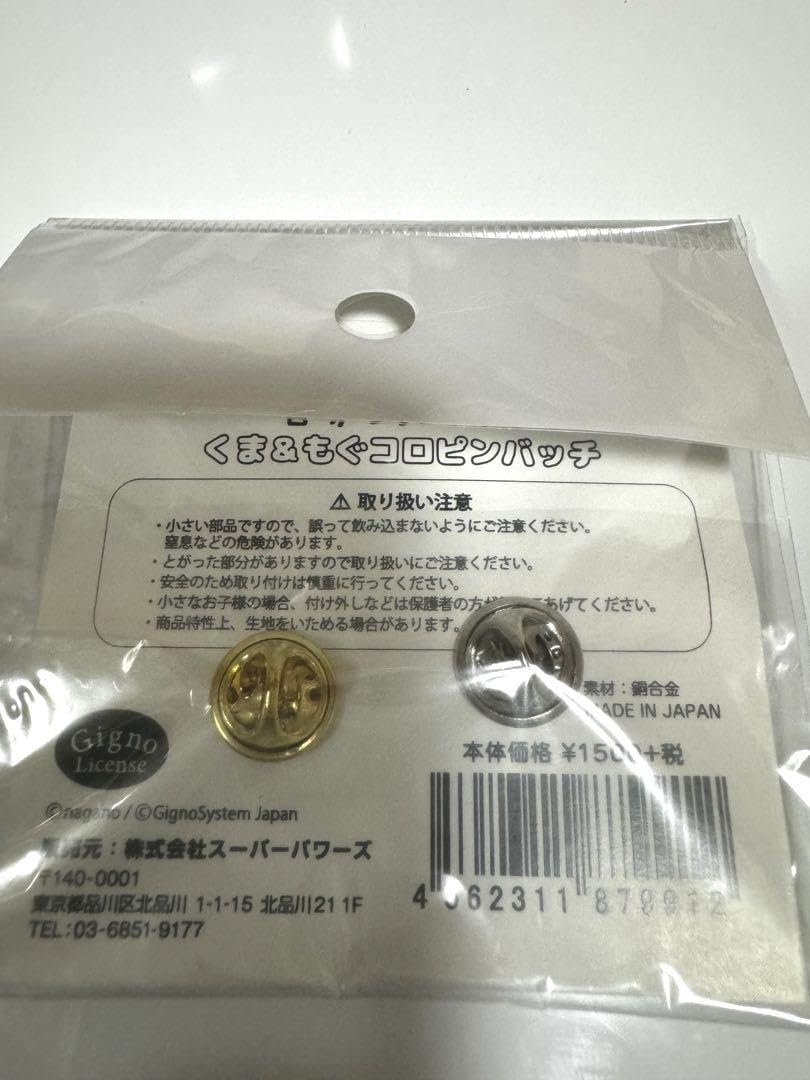 くま&もぐコロピンバッチ
⚠ 取り扱い注意
・小さい部品ですので、誤って飲み込まないようにご注意ください。
窒息などの危険があります。
・とがった部分がありますので取り扱いにご注意ください。
・安全のため取り付けは慎重に行ってください。
・小さなお子様の場合、付け外しなどは保護者の方が あげてください。
・商品特性上、生地をいためる場合があります。
素材:銅合金
MADE IN JAPAN
Gigno
License
本体価格 ¥1500+税
©nagano / ©GignoSystem Japan
販売元:株式会社スーパーパワーズ
〒140-0001
東京都品川区北品川 1-1-15 北品川21 1F
TEL:03-6851-9177